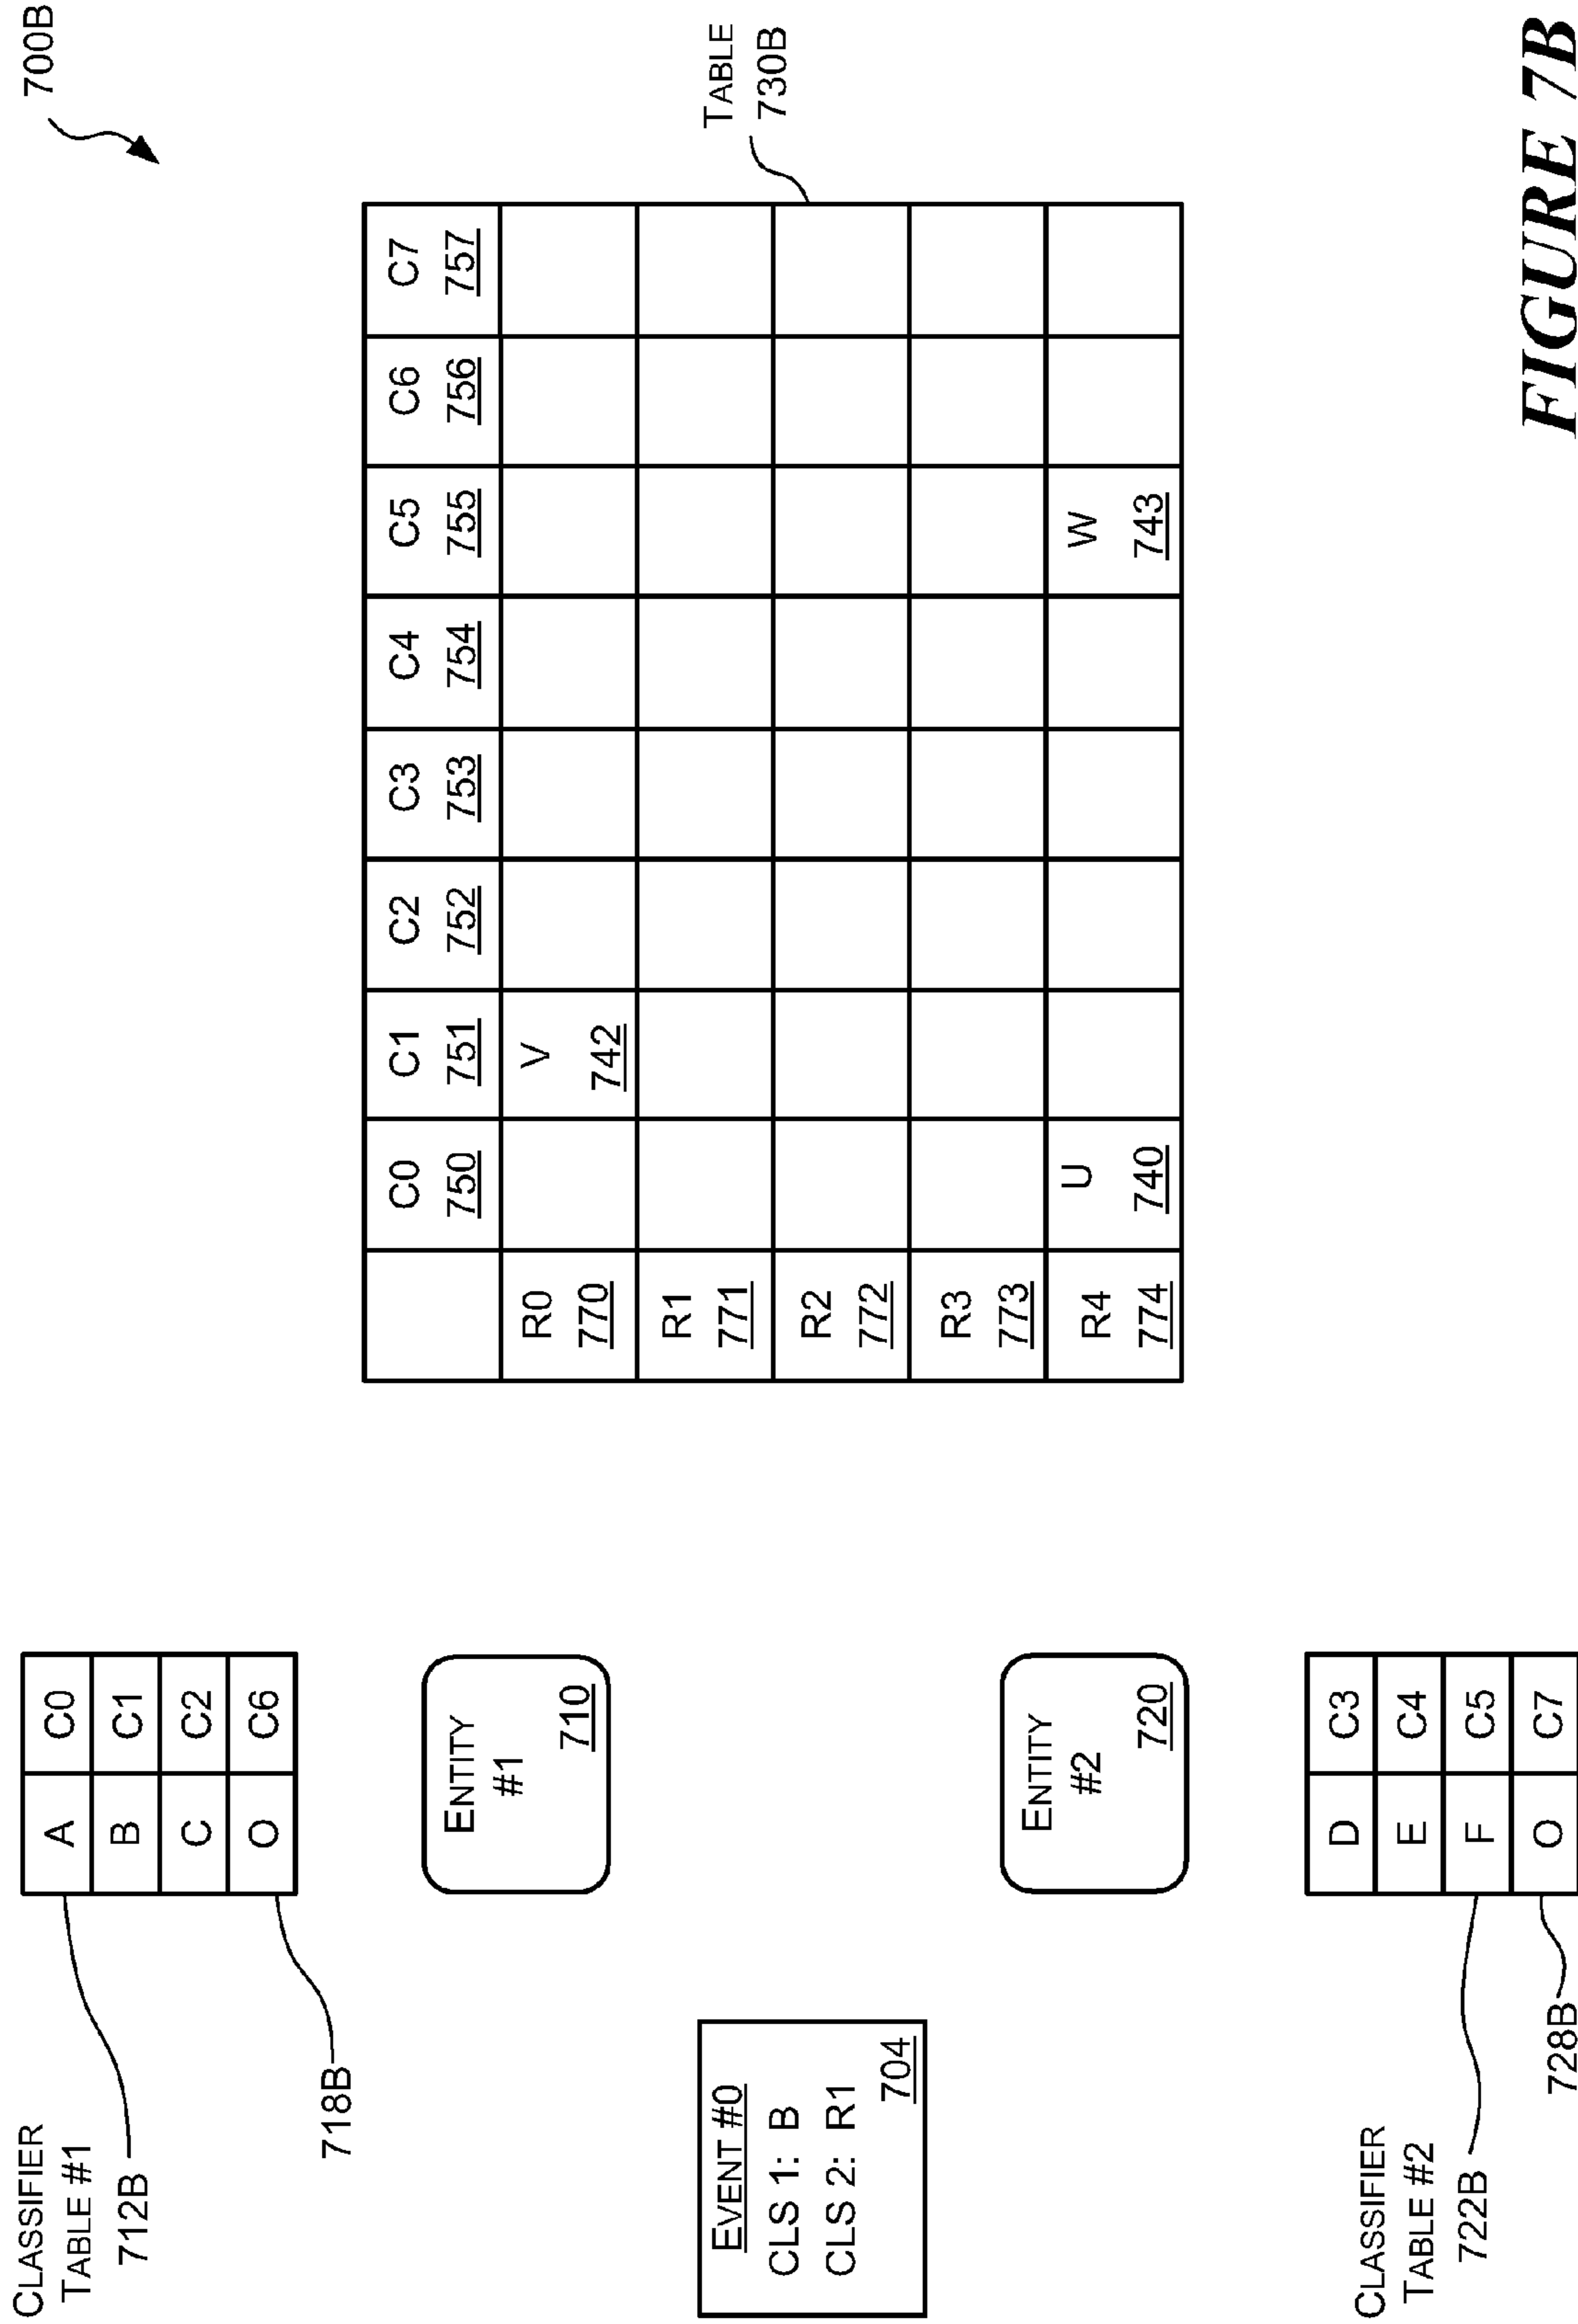 700B
CLASSIFIER
TABLE #1
712B
A C0
B C1
C C2
O C6
718B
ENTITY
#1
710
EVENT #0
CLS 1: B
CLS 2: R1
704
ENTITY
#2
720
CLASSIFIER
TABLE #2
722B
D C3
E C4
F C5
O C7
728B
TABLE
730B
C0 C1 C2 C3 C4 C5 C6 C7
750 751 752 753 754 755 756 757
R0 V
770 742
R1
771
R2
772
R3
773
R4 U W
774 740 743
FIGURE 7B